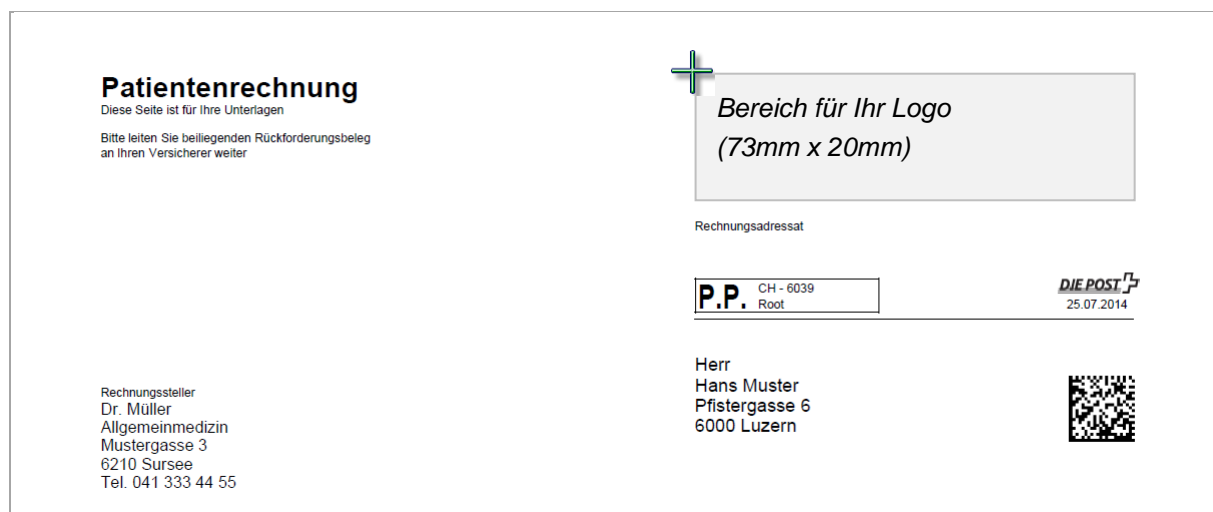 Patientenrechnung
Diese Seite ist für Ihre Unterlagen
Bitte leiten Sie beiliegenden Rückforderungsbeleg
an Ihren Versicherer weiter
Bereich für Ihr Logo
(73mm x 20mm)
Rechnungsadressat
P.P. CH - 6039
Root
DIE POST
25.07.2014
Herr
Hans Muster
Pfistergasse 6
6000 Luzern
Rechnungssteller
Dr. Müller
Allgemeinmedizin
Mustergasse 3
6210 Sursee
Tel. 041 333 44 55